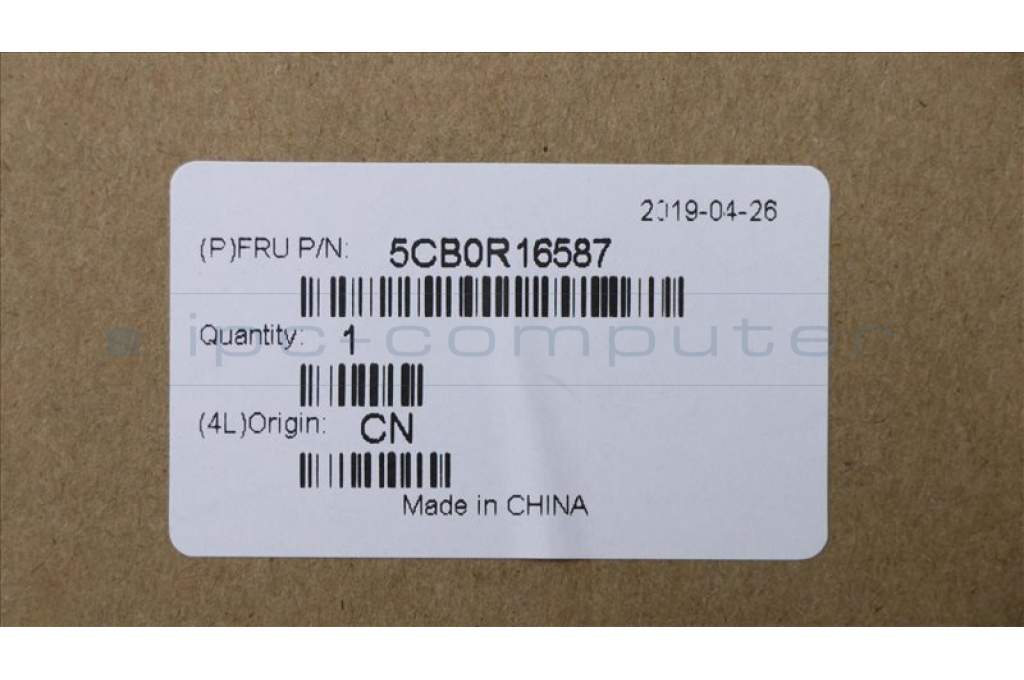 2019-04-26
(P)FRU P/N: 5CB0R16587
Quantity: 1
ipc-computer
(4L)Origin: CN
Made in CHINA